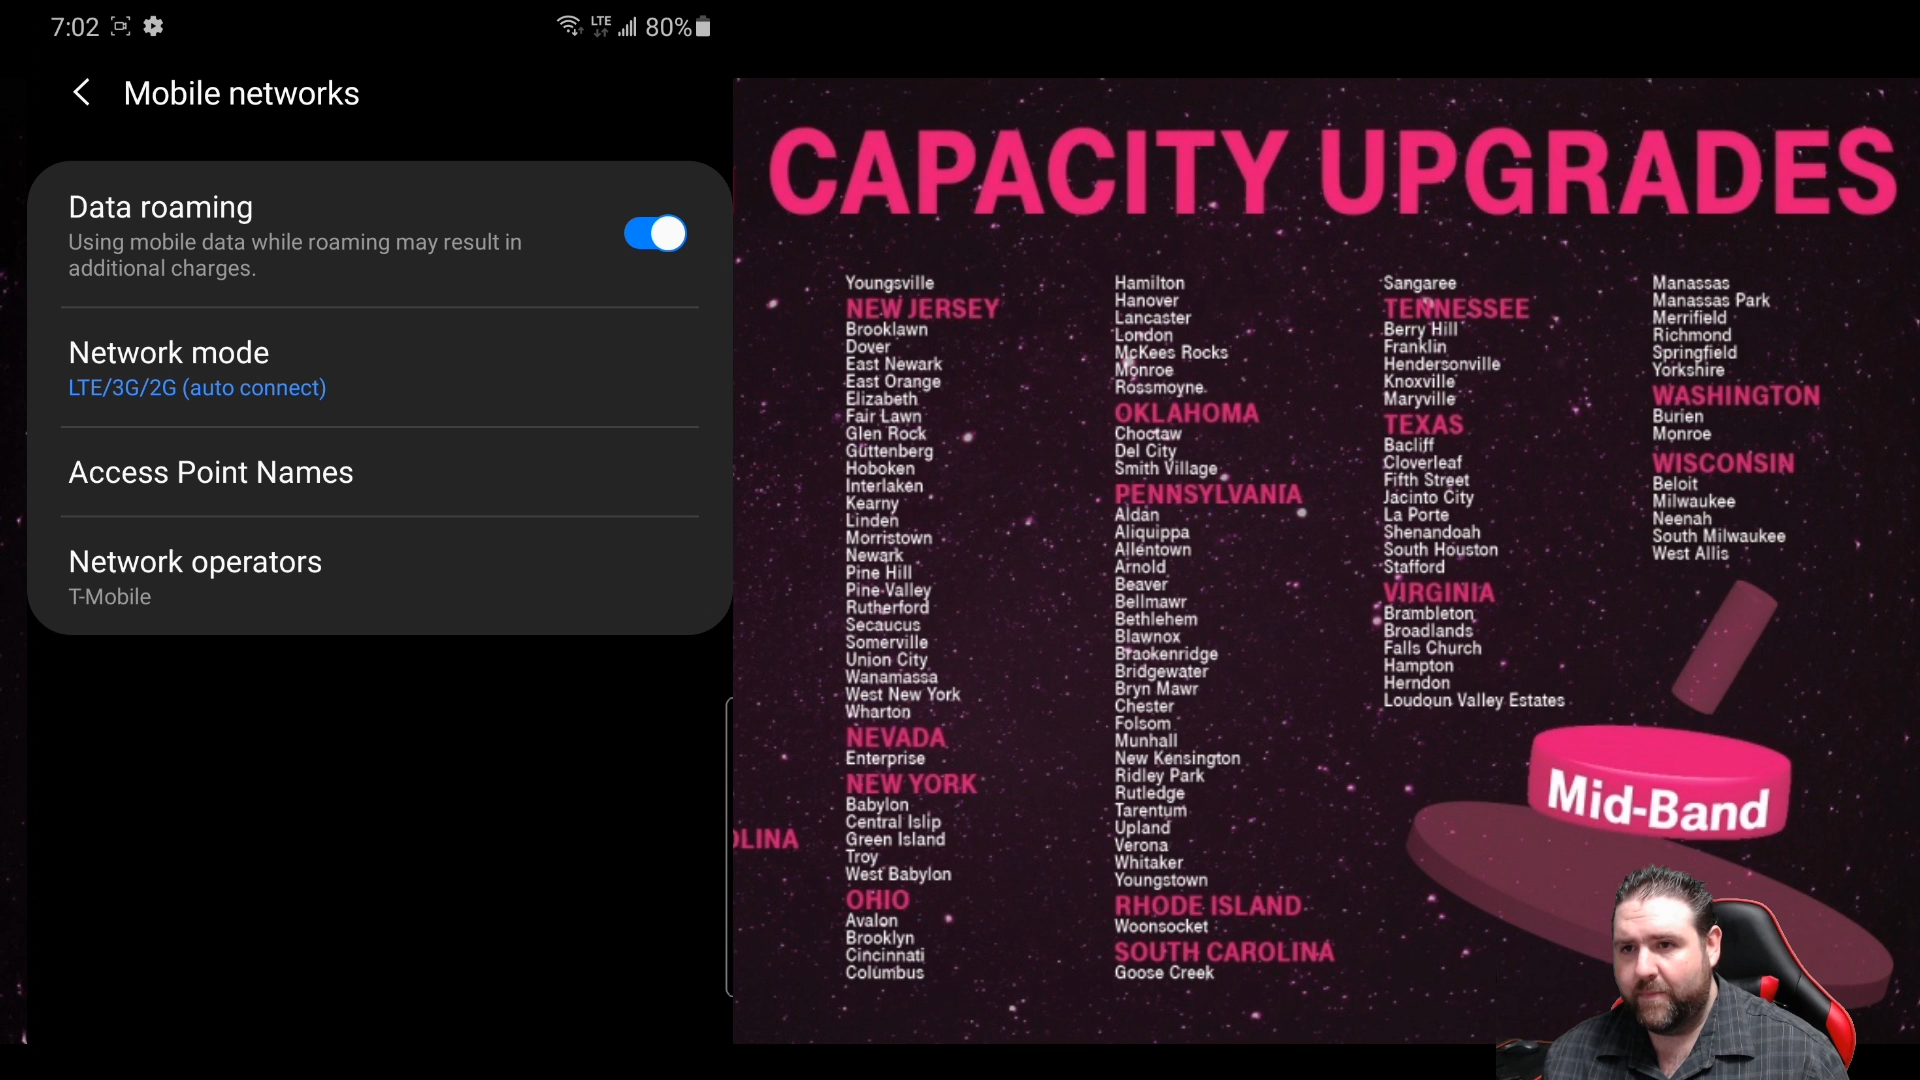 7:02
LTE
80%
Mobile networks
Data roaming
Using mobile data while roaming may result in
additional charges.
Network mode
LTE/3G/2G (auto connect)
Access Point Names
Network operators
T-Mobile
CAPACITY UPGRADES
OLINA
Youngsville
NEW JERSEY
Brooklawn
Dover
East Newark
East Orange
Elizabeth
Fair Lawn
Glen Rock
Guttenberg
Hoboken
Interlaken
Kearny
Linden
Morristown
Newark
Pine Hill
Pine Valley
Rutherford
Secaucus
Somerville
Union City
Wanamassa
West New York
Wharton
NEVADA
Enterprise
NEW YORK
Babylon
Central Islip
Green Island
Troy
West Babylon
OHIO
Avalon
Brooklyn
Cincinnati
Columbus
Hamilton
Hanover
Lancaster
London
McKees Rocks
Monroe
Rossmoyne
OKLAHOMA
Choctaw
Del City
Smith Village
PENNSYLVANIA
Aldan
Aliquippa
Allentown
Arnold
Beaver
Bellmawr
Bethlehem
Blawnox
Brackenridge
Bridgewater
Bryn Mawr
Chester
Folsom
Munhall
New Kensington
Ridley Park
Rutledge
Tarentum
Upland
Verona
Whitaker
Youngstown
RHODE ISLAND
Woonsocket
SOUTH CAROLINA
Goose Creek
Sangaree
TENNESSEE
Berry Hill
Franklin
Hendersonville
Knoxville
Maryville
TEXAS
Bacliff
Cloverleaf
Fifth Street
Jacinto City
La Porte
Shenandoah
South Houston
Stafford
VIRGINIA
Brambleton
Broadlands
Falls Church
Hampton
Herndon
Loudoun Valley Estates
Manassas
Manassas Park
Merrifield
Richmond
Springfield
Yorkshire
WASHINGTON
Burien
Monroe
WISCONSIN
Beloit
Milwaukee
Neenah
South Milwaukee
West Allis
Mid-Band